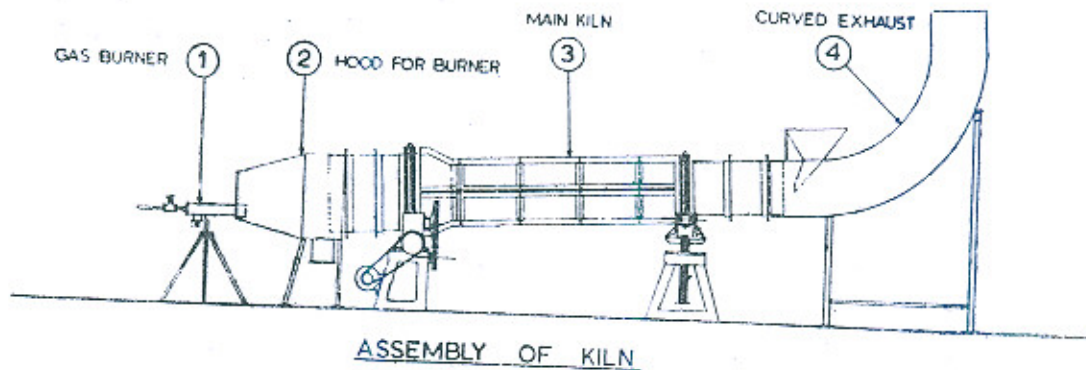 GAS BURNER 1
2 HOOD FOR BURNER
MAIN KILN
3
CURVED EXHAUST
4
ASSEMBLY OF KILN